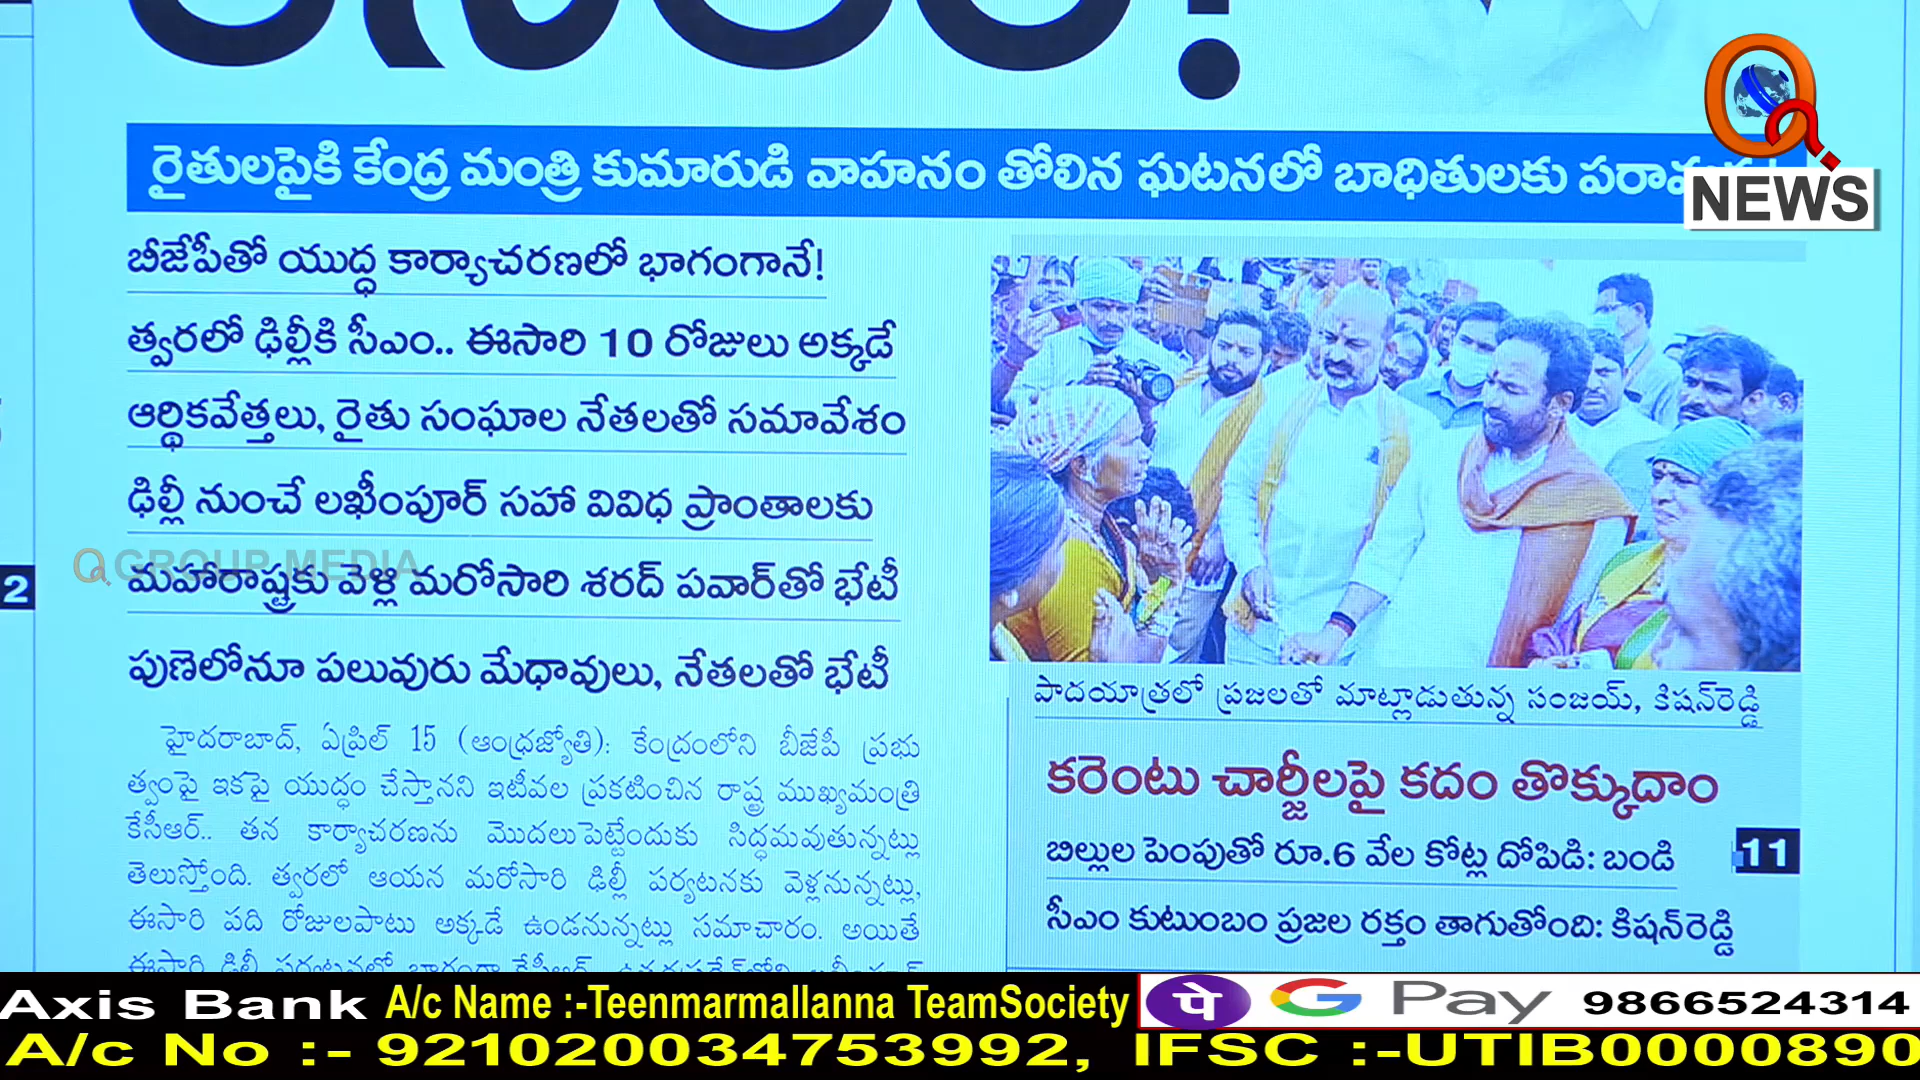 రైతులపైకి కేంద్ర మంత్రి కుమారుడి వాహనం తోలిన ఘటనలో బాధితులకు
NEWS
బీజేపీతో యుద్ధ కార్యాచరణలో భాగంగానే!
త్వరలో ఢిల్లీకి సీఎం.. ఈసారి 10 రోజులు అక్కడే
ఆర్థికవేత్తలు, రైతు సంఘాల నేతలతో సమావేశం
ఢిల్లీ నుంచే లఖీంపూర్ సహా వివిధ ప్రాంతాలకు
Q GROUP MEDIA
మహారాష్ట్రకు వెళ్లి మరోసారి శరద్ పవార్‌తో భేటీ
పుణెలోనూ పలువురు మేధావులు, నేతలతో భేటీ
హైదరాబాద్, ఏప్రిల్ 15 (ఆంధ్రజ్యోతి): కేంద్రంలోని బీజేపీ ప్రభు
త్వంపై ఇకపై యుద్ధం చేస్తానని ఇటీవల ప్రకటించిన రాష్ట్ర ముఖ్యమంత్రి
కేసీఆర్.. తన కార్యాచరణను మొదలుపెట్టేందుకు సిద్ధమవుతున్నట్లు
తెలుస్తోంది. త్వరలో ఆయన మరోసారి ఢిల్లీ పర్యటనకు వెళ్లనున్నట్లు,
ఈసారి పది రోజులపాటు అక్కడే ఉండనున్నట్లు సమాచారం. అయితే
2
పాదయాత్రలో ప్రజలతో మాట్లాడుతున్న సంజయ్, కిషన్‌రెడ్డి
కరెంటు చార్జీలపై కదం తొక్కుదాం
బిల్లుల పెంపుతో రూ.6 వేల కోట్ల దోపిడి: బండి
11
సీఎం కుటుంబం ప్రజల రక్తం తాగుతోంది: కిషన్‌రెడ్డి
Axis Bank A/c Name :-Teenmarmallanna TeamSociety
पे G Pay 9866524314
A/c No :- 921020034753992, IFSC :-UTIB0000890